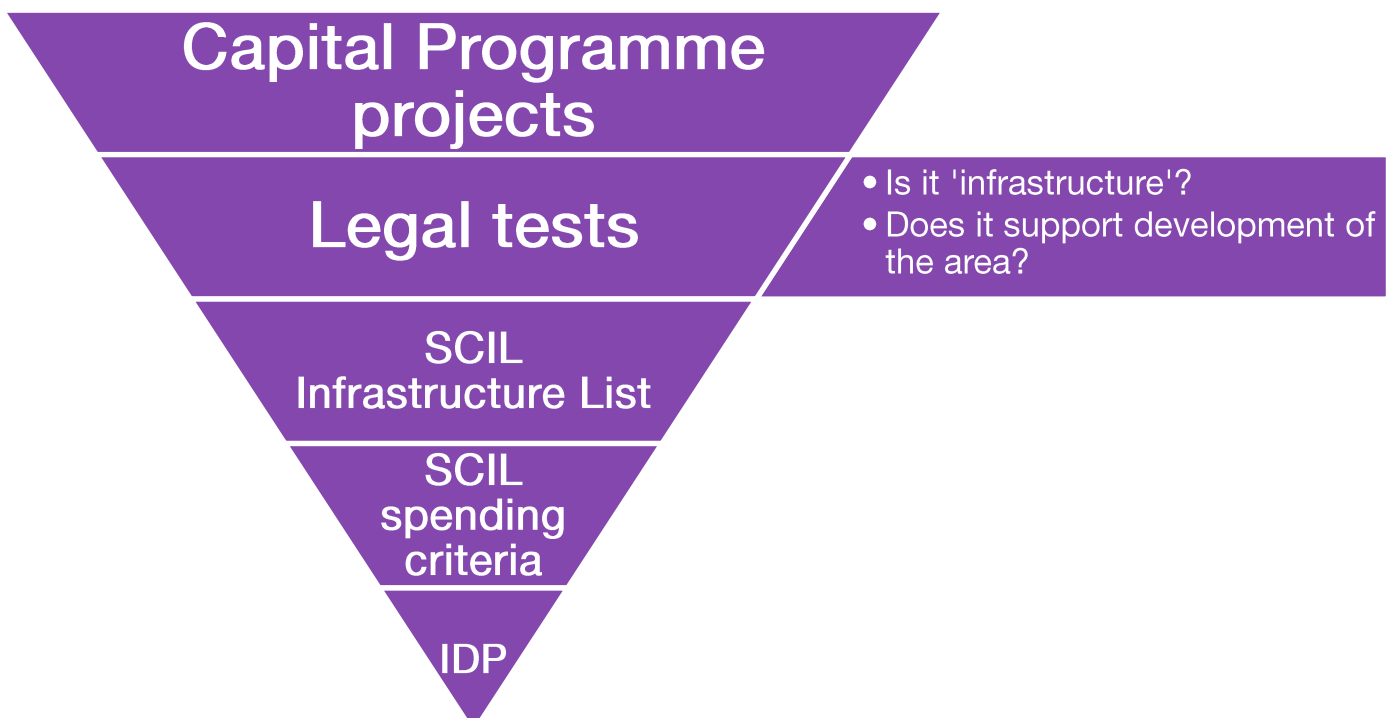 Capital Programme
projects
Legal tests
• Is it 'infrastructure'?
• Does it support development of
the area?
SCIL
Infrastructure List
SCIL
spending
criteria
IDP